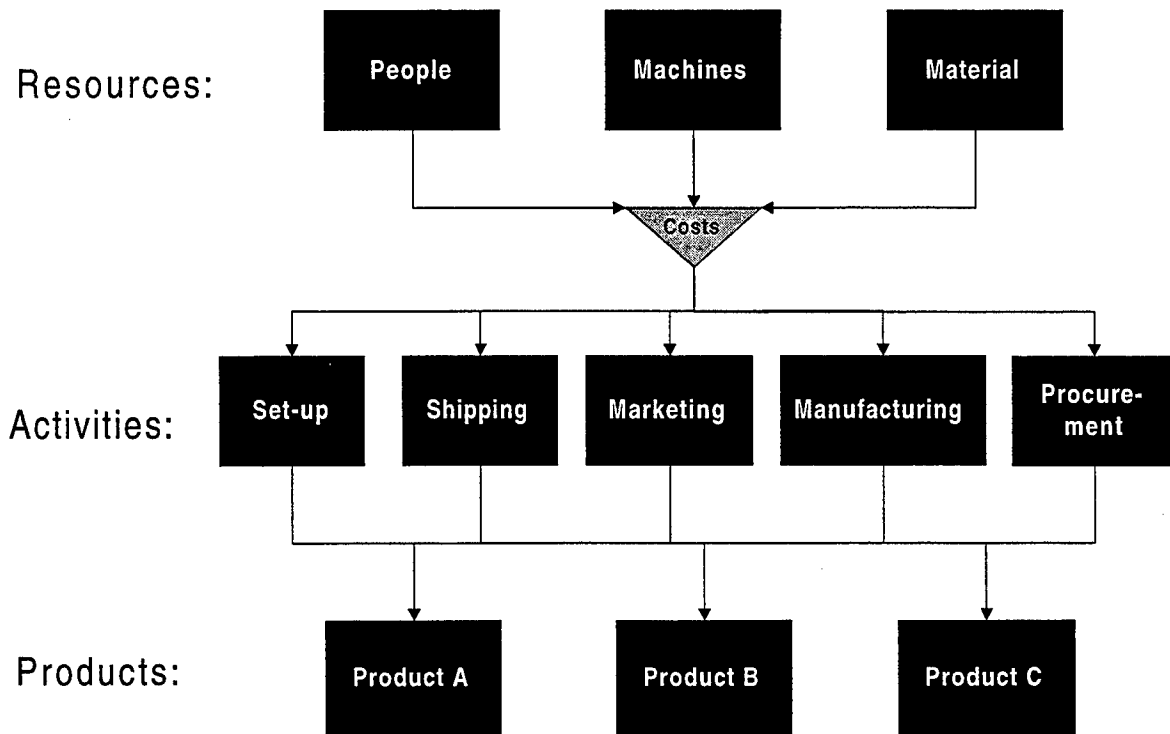 Resources:
People
Machines
Material
Costs
Activities:
Set-up
Shipping
Marketing
Manufacturing
Procure-
ment
Products:
Product A
Product B
Product C